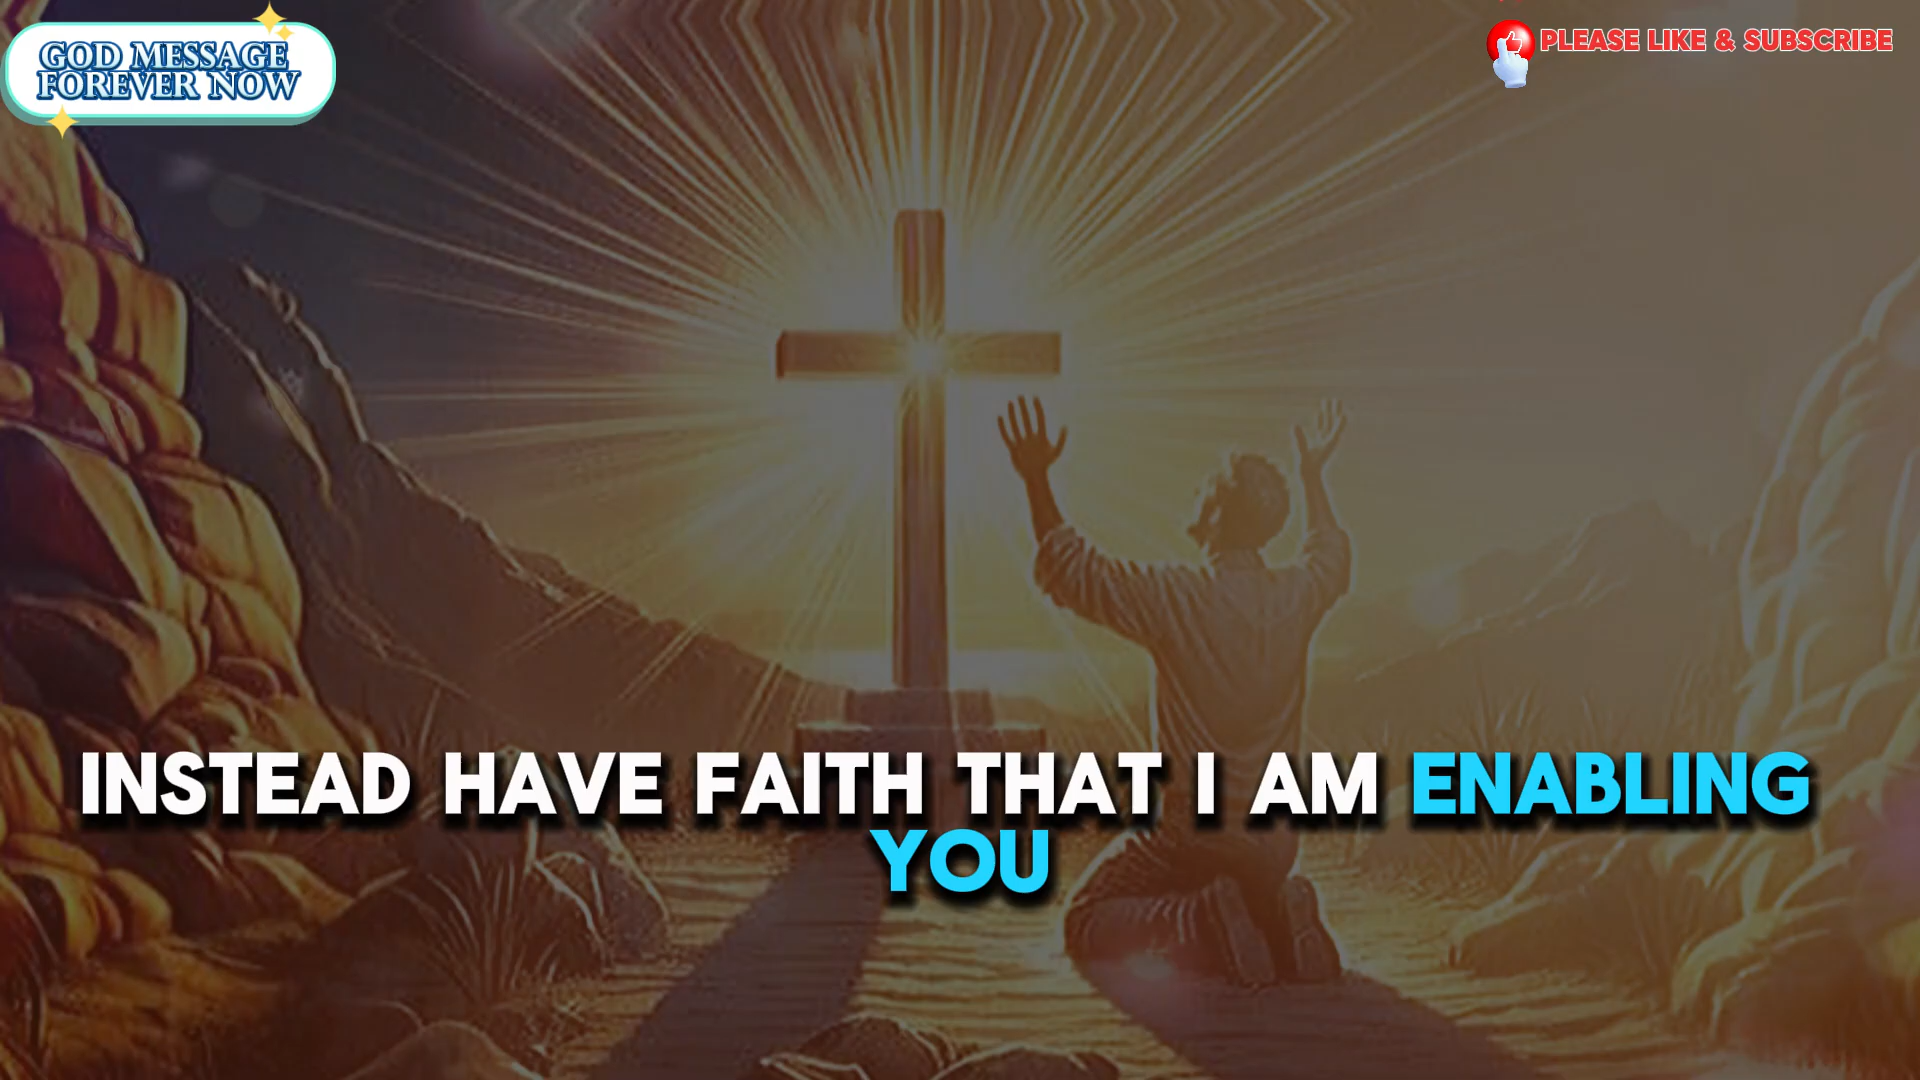 GOD MESSAGE
FOREVER NOW
PLEASE LIKE & SUBSCRIBE
INSTEAD HAVE FAITH THAT I AM ENABLING
YOU